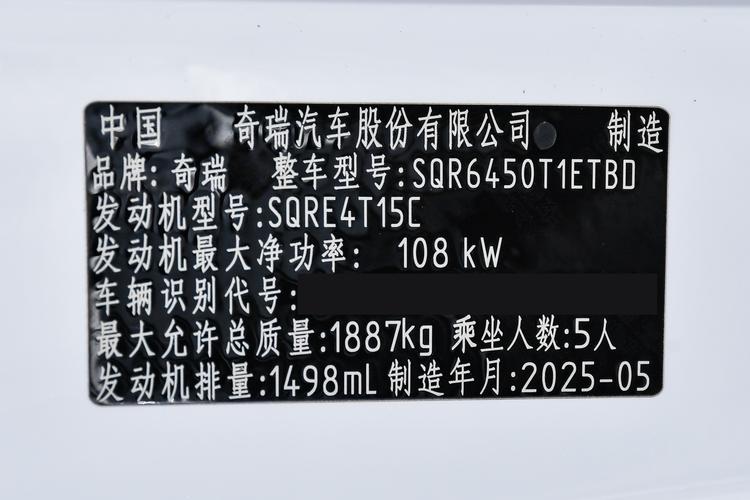 中国 奇瑞汽车股份有限公司 制造
品牌:奇瑞 整车型号:SQR6450T1ETBD
发动机型号:SQRE4T15C
发动机最大净功率: 108 kW
车辆识别代号:
最大允许总质量:1887kg 乘坐人数:5人
发动机排量:1498mL 制造年月:2025-05